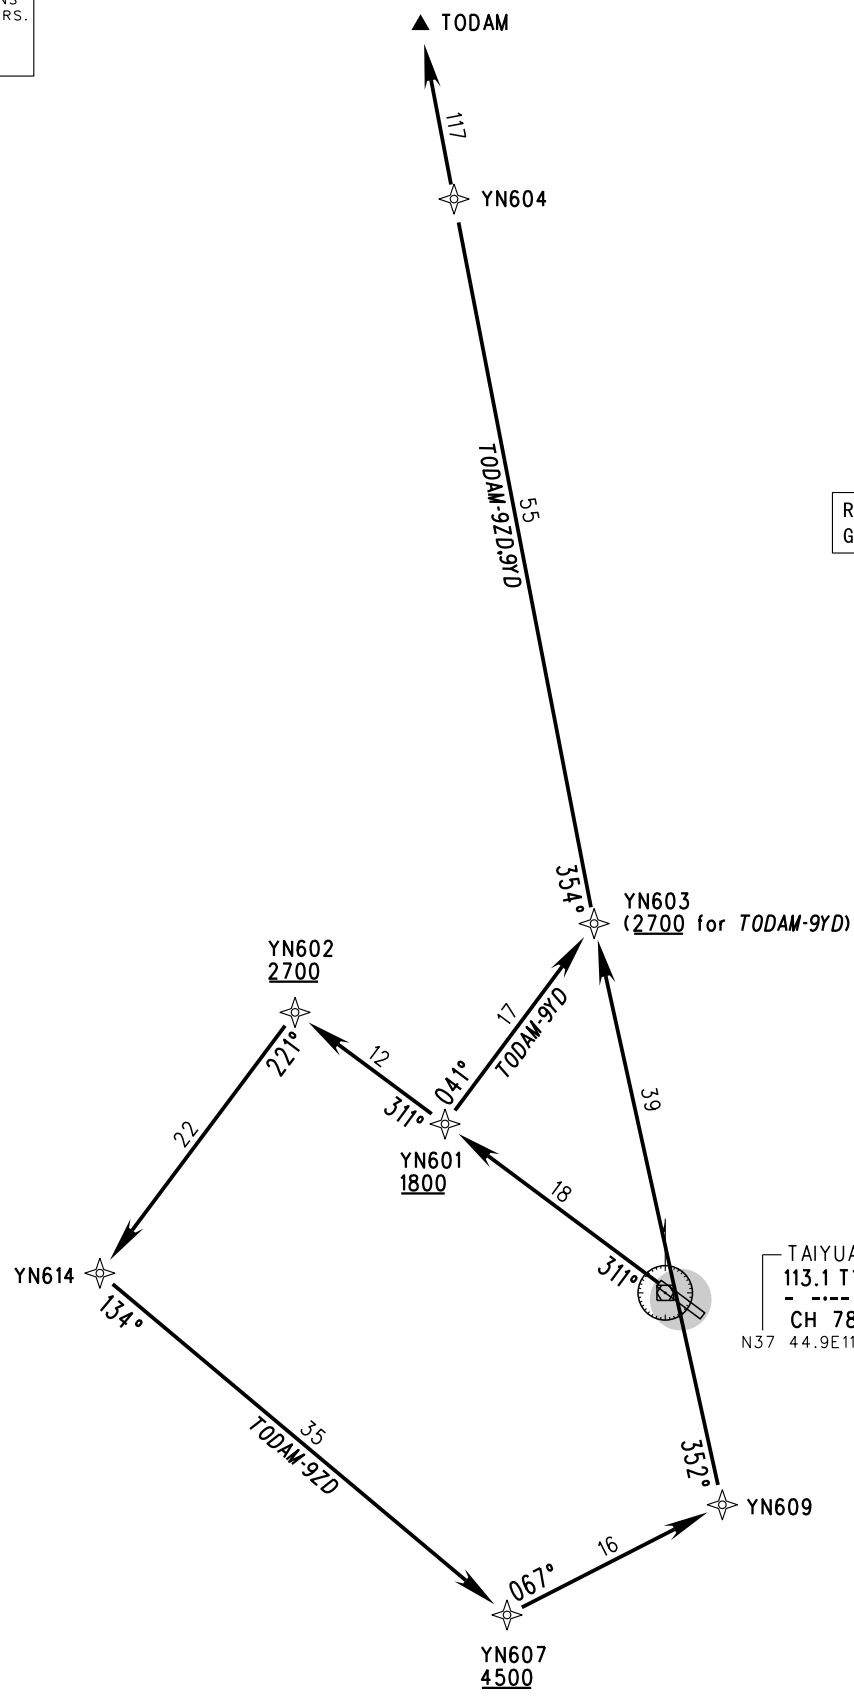 RS.
TODAM
117
YN604
55
TODAM-9ZD,9YD
R
G
354°
YN603
(2700 for TODAM-9YD)
YN602
2700
221°
12
17
TODAM-9YD
041°
311°
39
22
YN601
1800
18
311°
YN614
134°
TAIYUA
113.1 T
CH 78
N37 44.9E11
35
TODAM-9ZD
352°
YN609
16
067°
YN607
4500